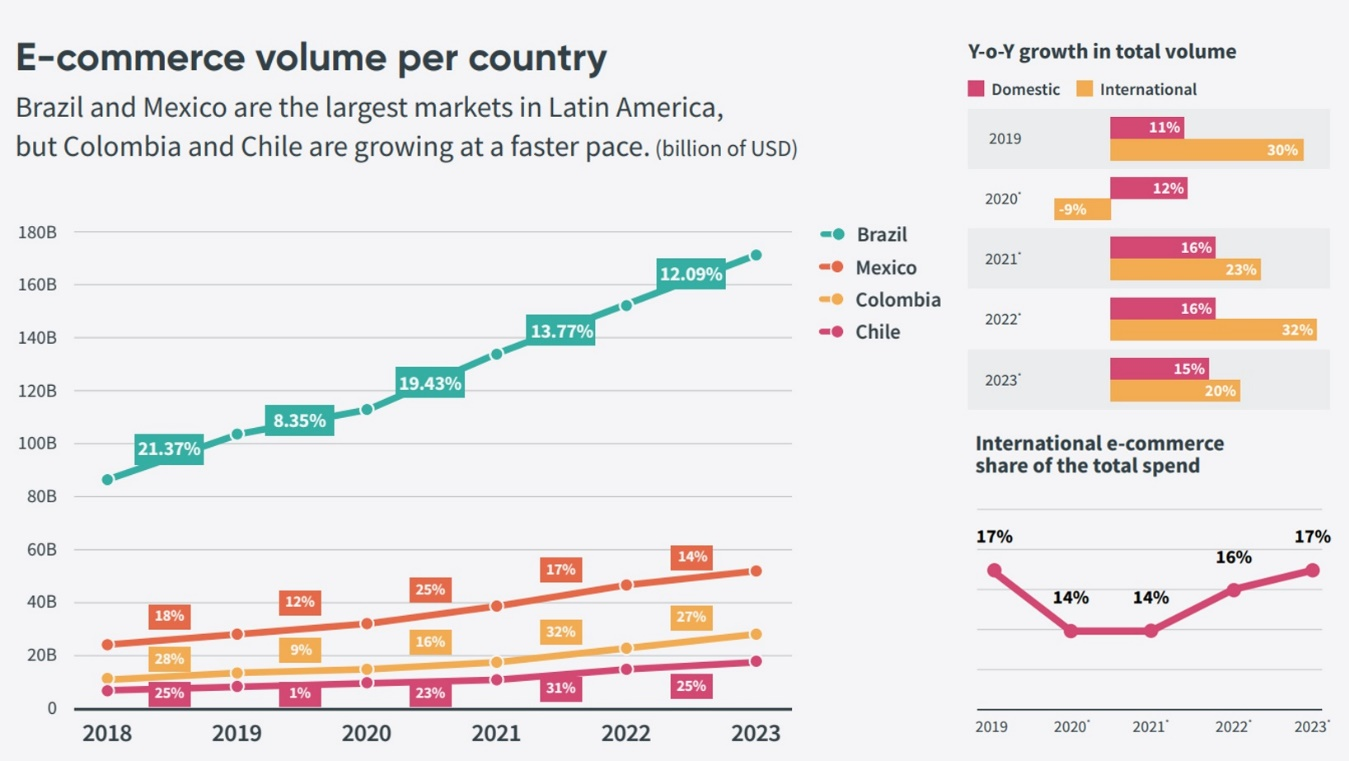 E-commerce volume per country
Brazil and Mexico are the largest markets in Latin America,
but Colombia and Chile are growing at a faster pace. (billion of USD)
180B
160B
140B
120B
100B
80B
60B
40B
20B
0
21.37%
8.35%
19.43%
13.77%
12.09%
18%
12%
25%
17%
14%
28%
9%
16%
32%
27%
25%
1%
23%
31%
25%
2018 2019 2020 2021 2022 2023
Brazil
Mexico
Colombia
Chile
Y-o-Y growth in total volume
Domestic International
2019
11%
30%
2020*
12%
-9%
2021*
16%
23%
2022*
16%
32%
2023*
15%
20%
International e-commerce
share of the total spend
17% 14% 14% 16% 17%
2019 2020* 2021* 2022* 2023*